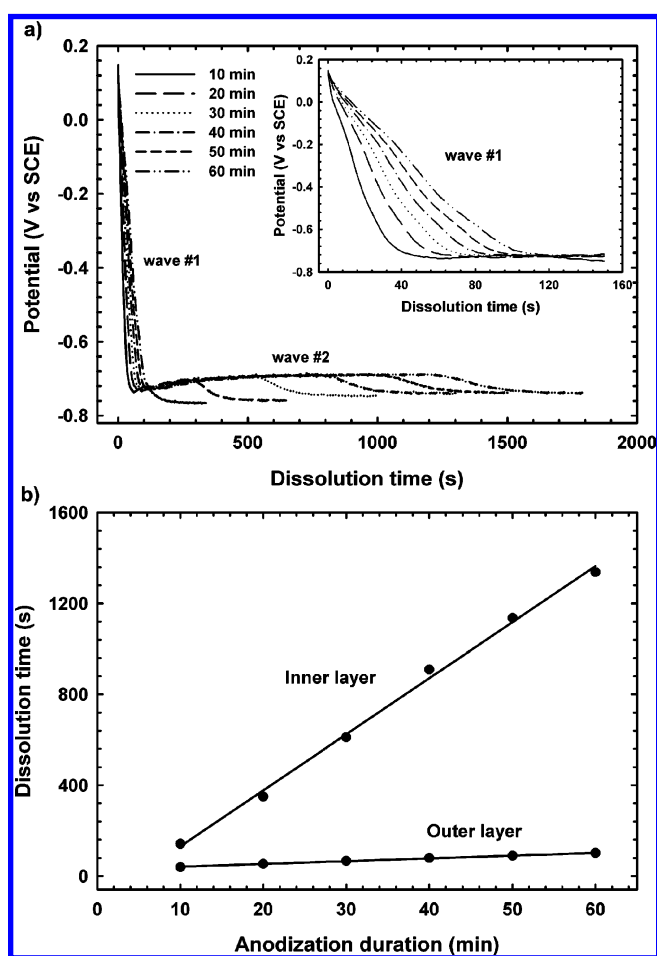 a)
0.2
0.0
-0.2
-0.4
-0.6
-0.8
Potential (V vs SCE)
10 min
20 min
30 min
40 min
50 min
60 min
wave #1
wave #2
0 500 1000 1500 2000
Dissolution time (s)
0.2
0.0
-0.2
-0.4
-0.6
-0.8
Potential (V vs SCE)
wave #1
0 40 80 120 160
Dissolution time (s)
b)
1600
1200
800
400
0
Dissolution time (s)
Inner layer
Outer layer
0 10 20 30 40 50 60
Anodization duration (min)